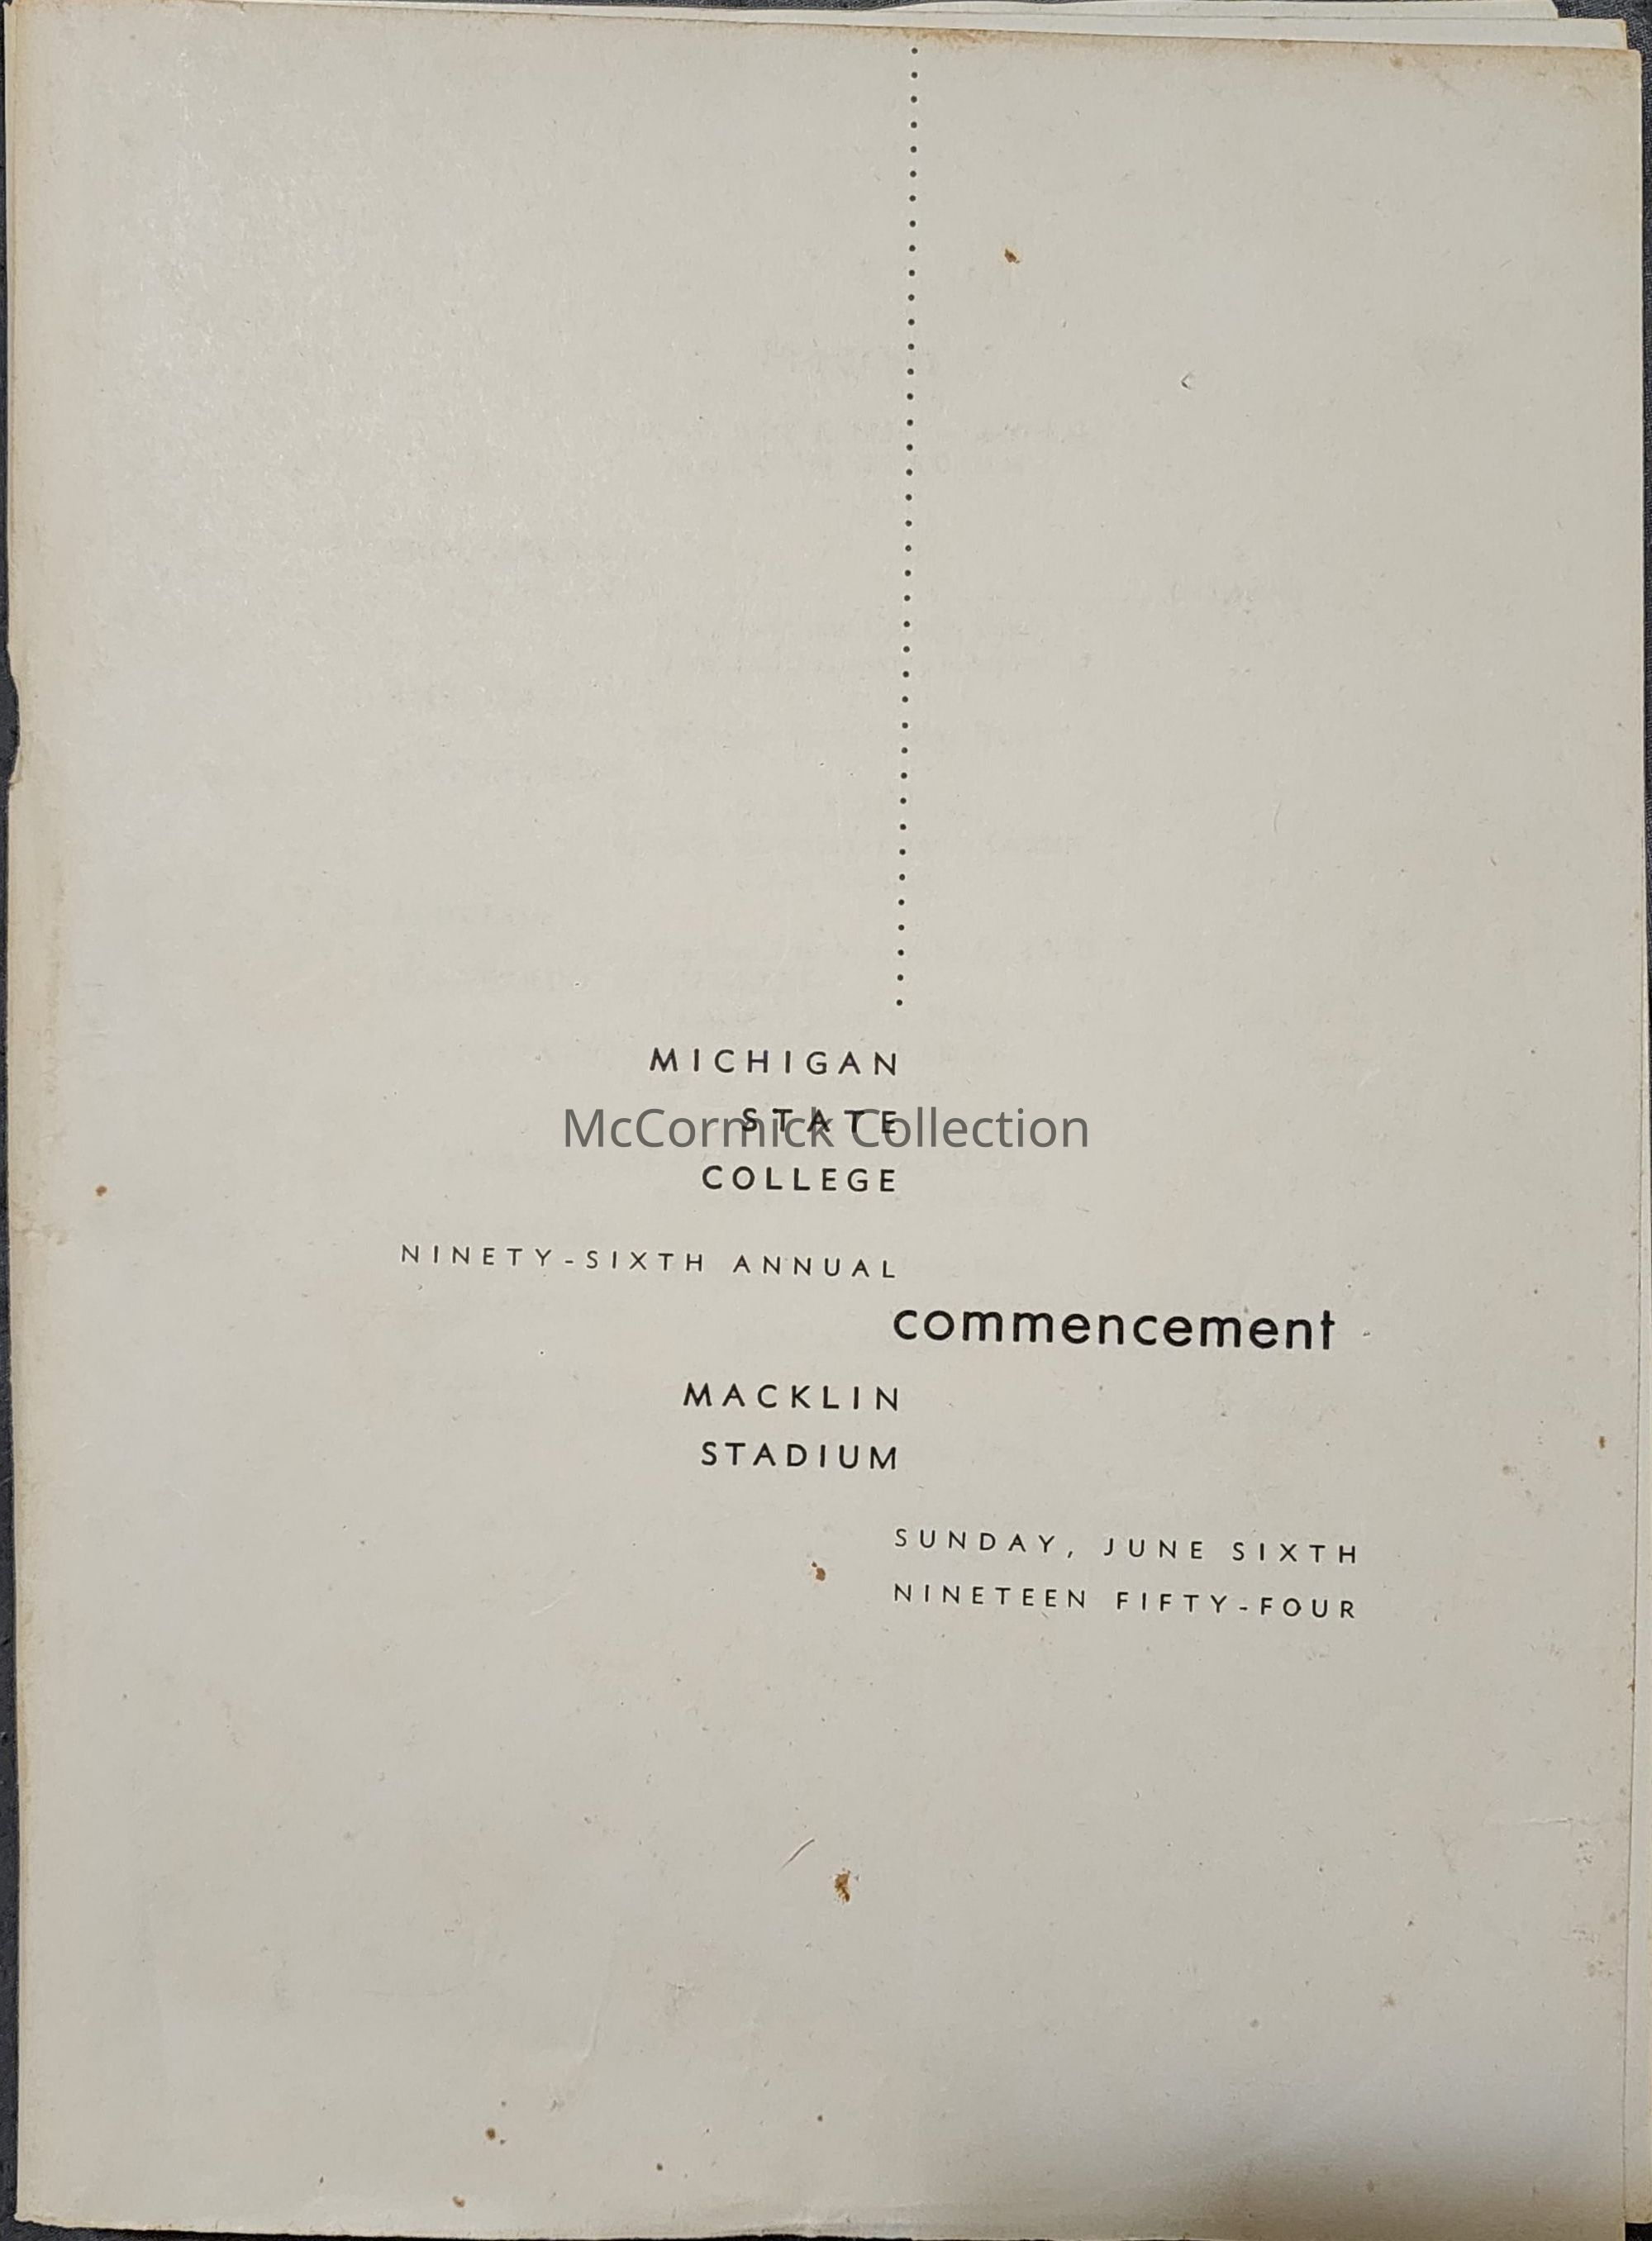 MICHIGAN
STATE
McCormick Collection
COLLEGE
NINETY-SIXTH ANNUAL
commencement
MACKLIN
STADIUM
SUNDAY, JUNE SIXTH
NINETEEN FIFTY-FOUR